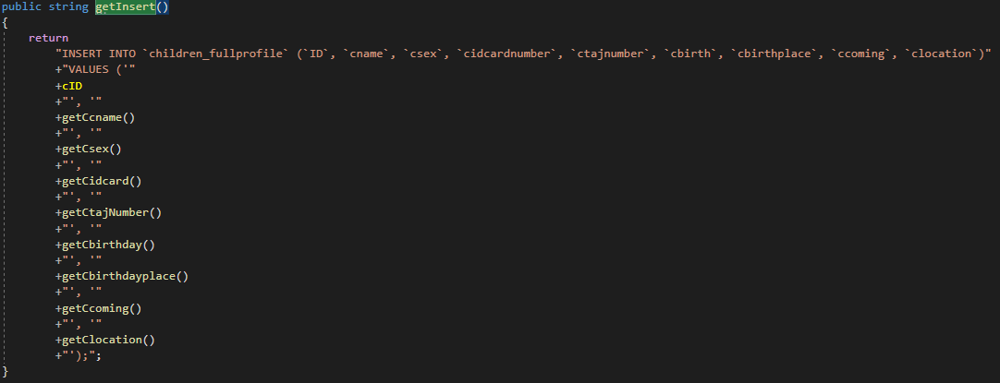 public string getInsert()
{
return
"INSERT INTO `children_fullprofile` (`ID`, `cname`, `csex`, `cidcardnumber`, `ctajnumber`, `cbirth`, `cbirthplace`, `ccoming`, `clocation`)"
+"VALUES ('"
+cID
+"', '"
+getCcname()
+"', '"
+getCsex()
+"', '"
+getCidcard()
+"', '"
+getCtajNumber()
+"', '"
+getCbirthday()
+"', '"
+getCbirthdayplace()
+"', '"
+getCcoming()
+"', '"
+getClocation()
+"');";
}